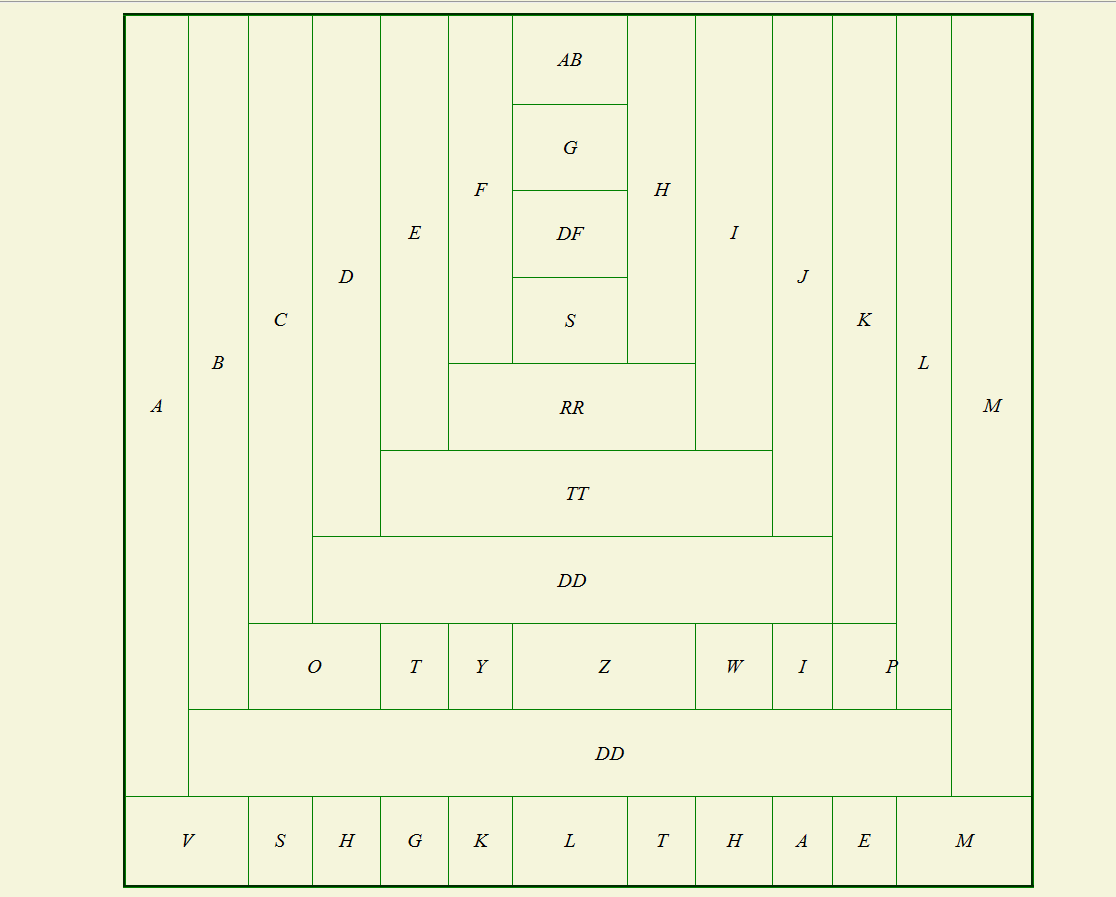 AB
G
F H
E DF I
D J
C S K
B L
A RR M
TT
DD
O T Y Z W I P
DD
V S H G K L T H A E M